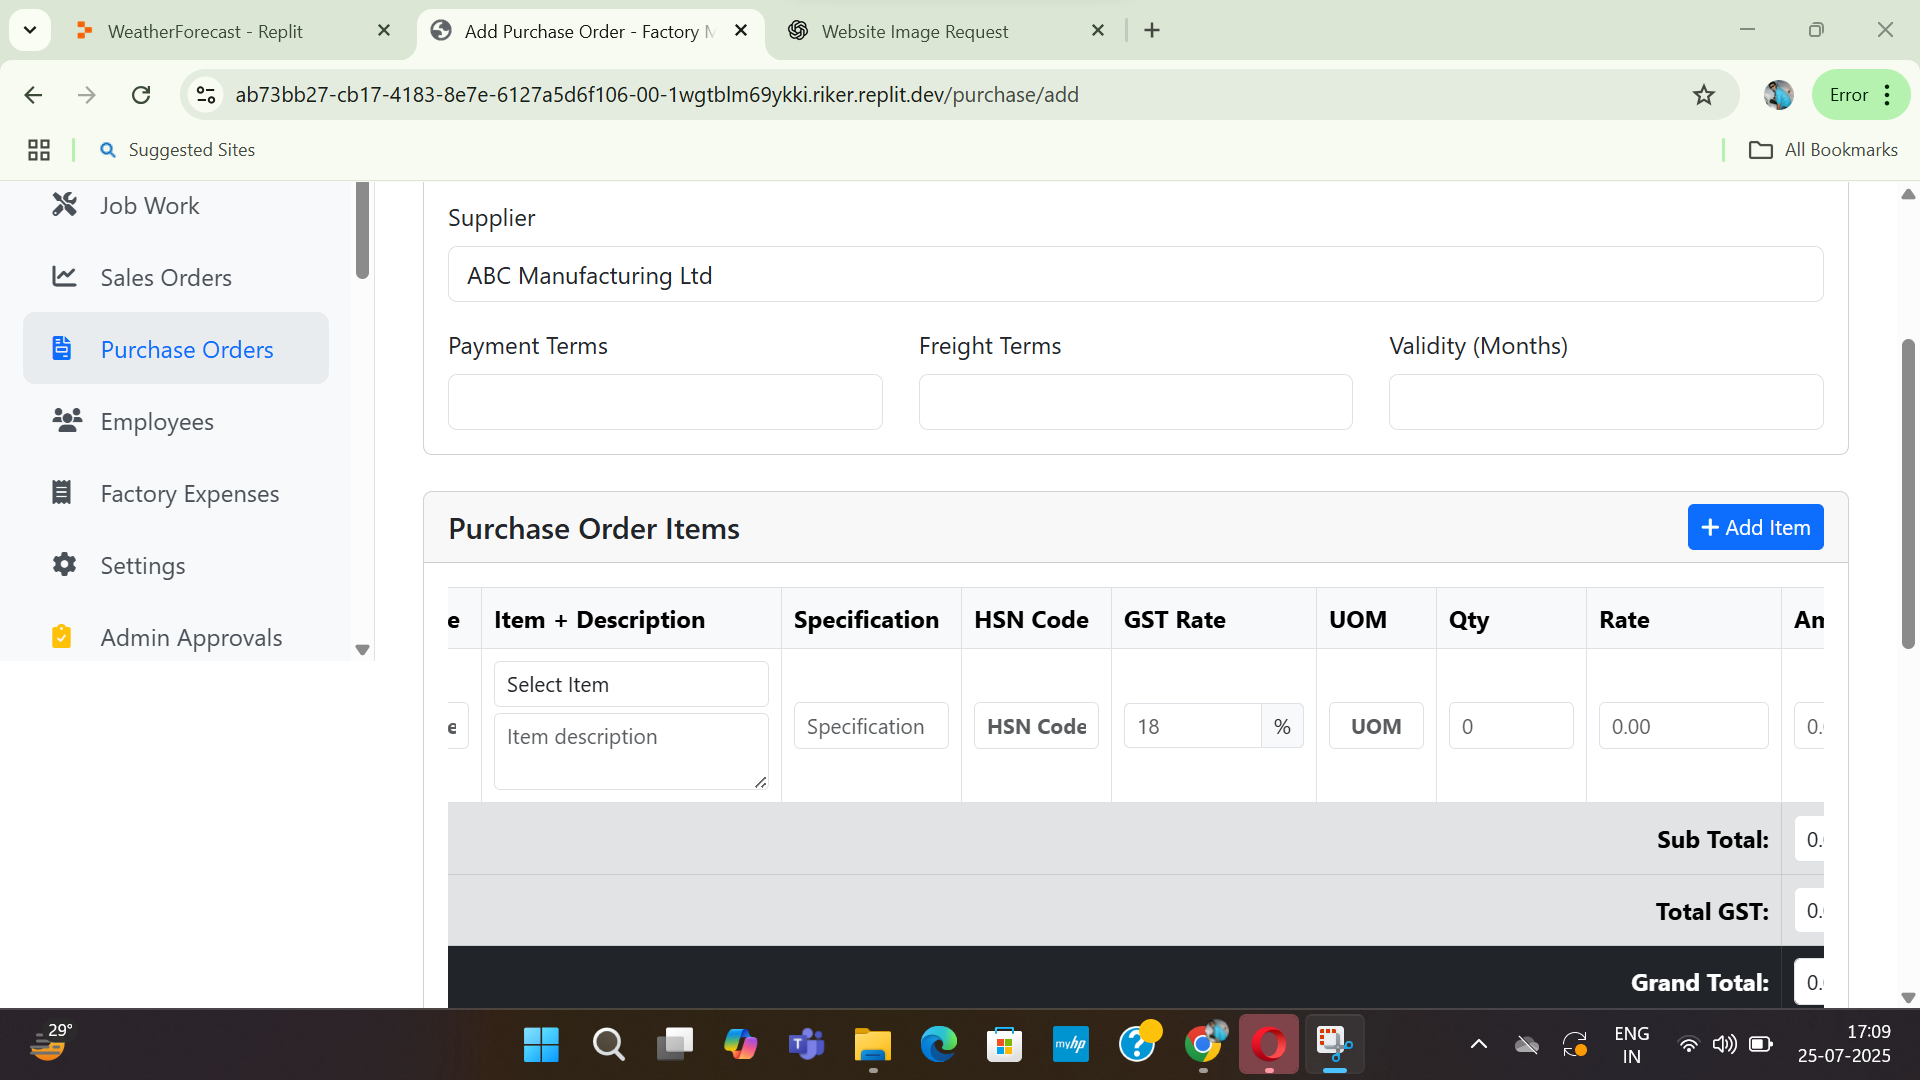 WeatherForecast - Replit
Add Purchase Order - Factory M
Website Image Request
ab73bb27-cb17-4183-8e7e-6127a5d6f106-00-1wgtblm69ykki.riker.replit.dev/purchase/add
Error
Suggested Sites
All Bookmarks
Job Work
Sales Orders
Purchase Orders
Employees
Factory Expenses
Settings
Admin Approvals
Supplier
ABC Manufacturing Ltd
Payment Terms Freight Terms Validity (Months)
Purchase Order Items
+ Add Item
e Item + Description Specification HSN Code GST Rate UOM Qty Rate Am
Select Item
Item description
e Specification HSN Code 18 % UOM 0 0.00 0.
Sub Total: 0.
Total GST: 0.
Grand Total: 0.
29°
myhp
ENG
IN
17:09
25-07-2025